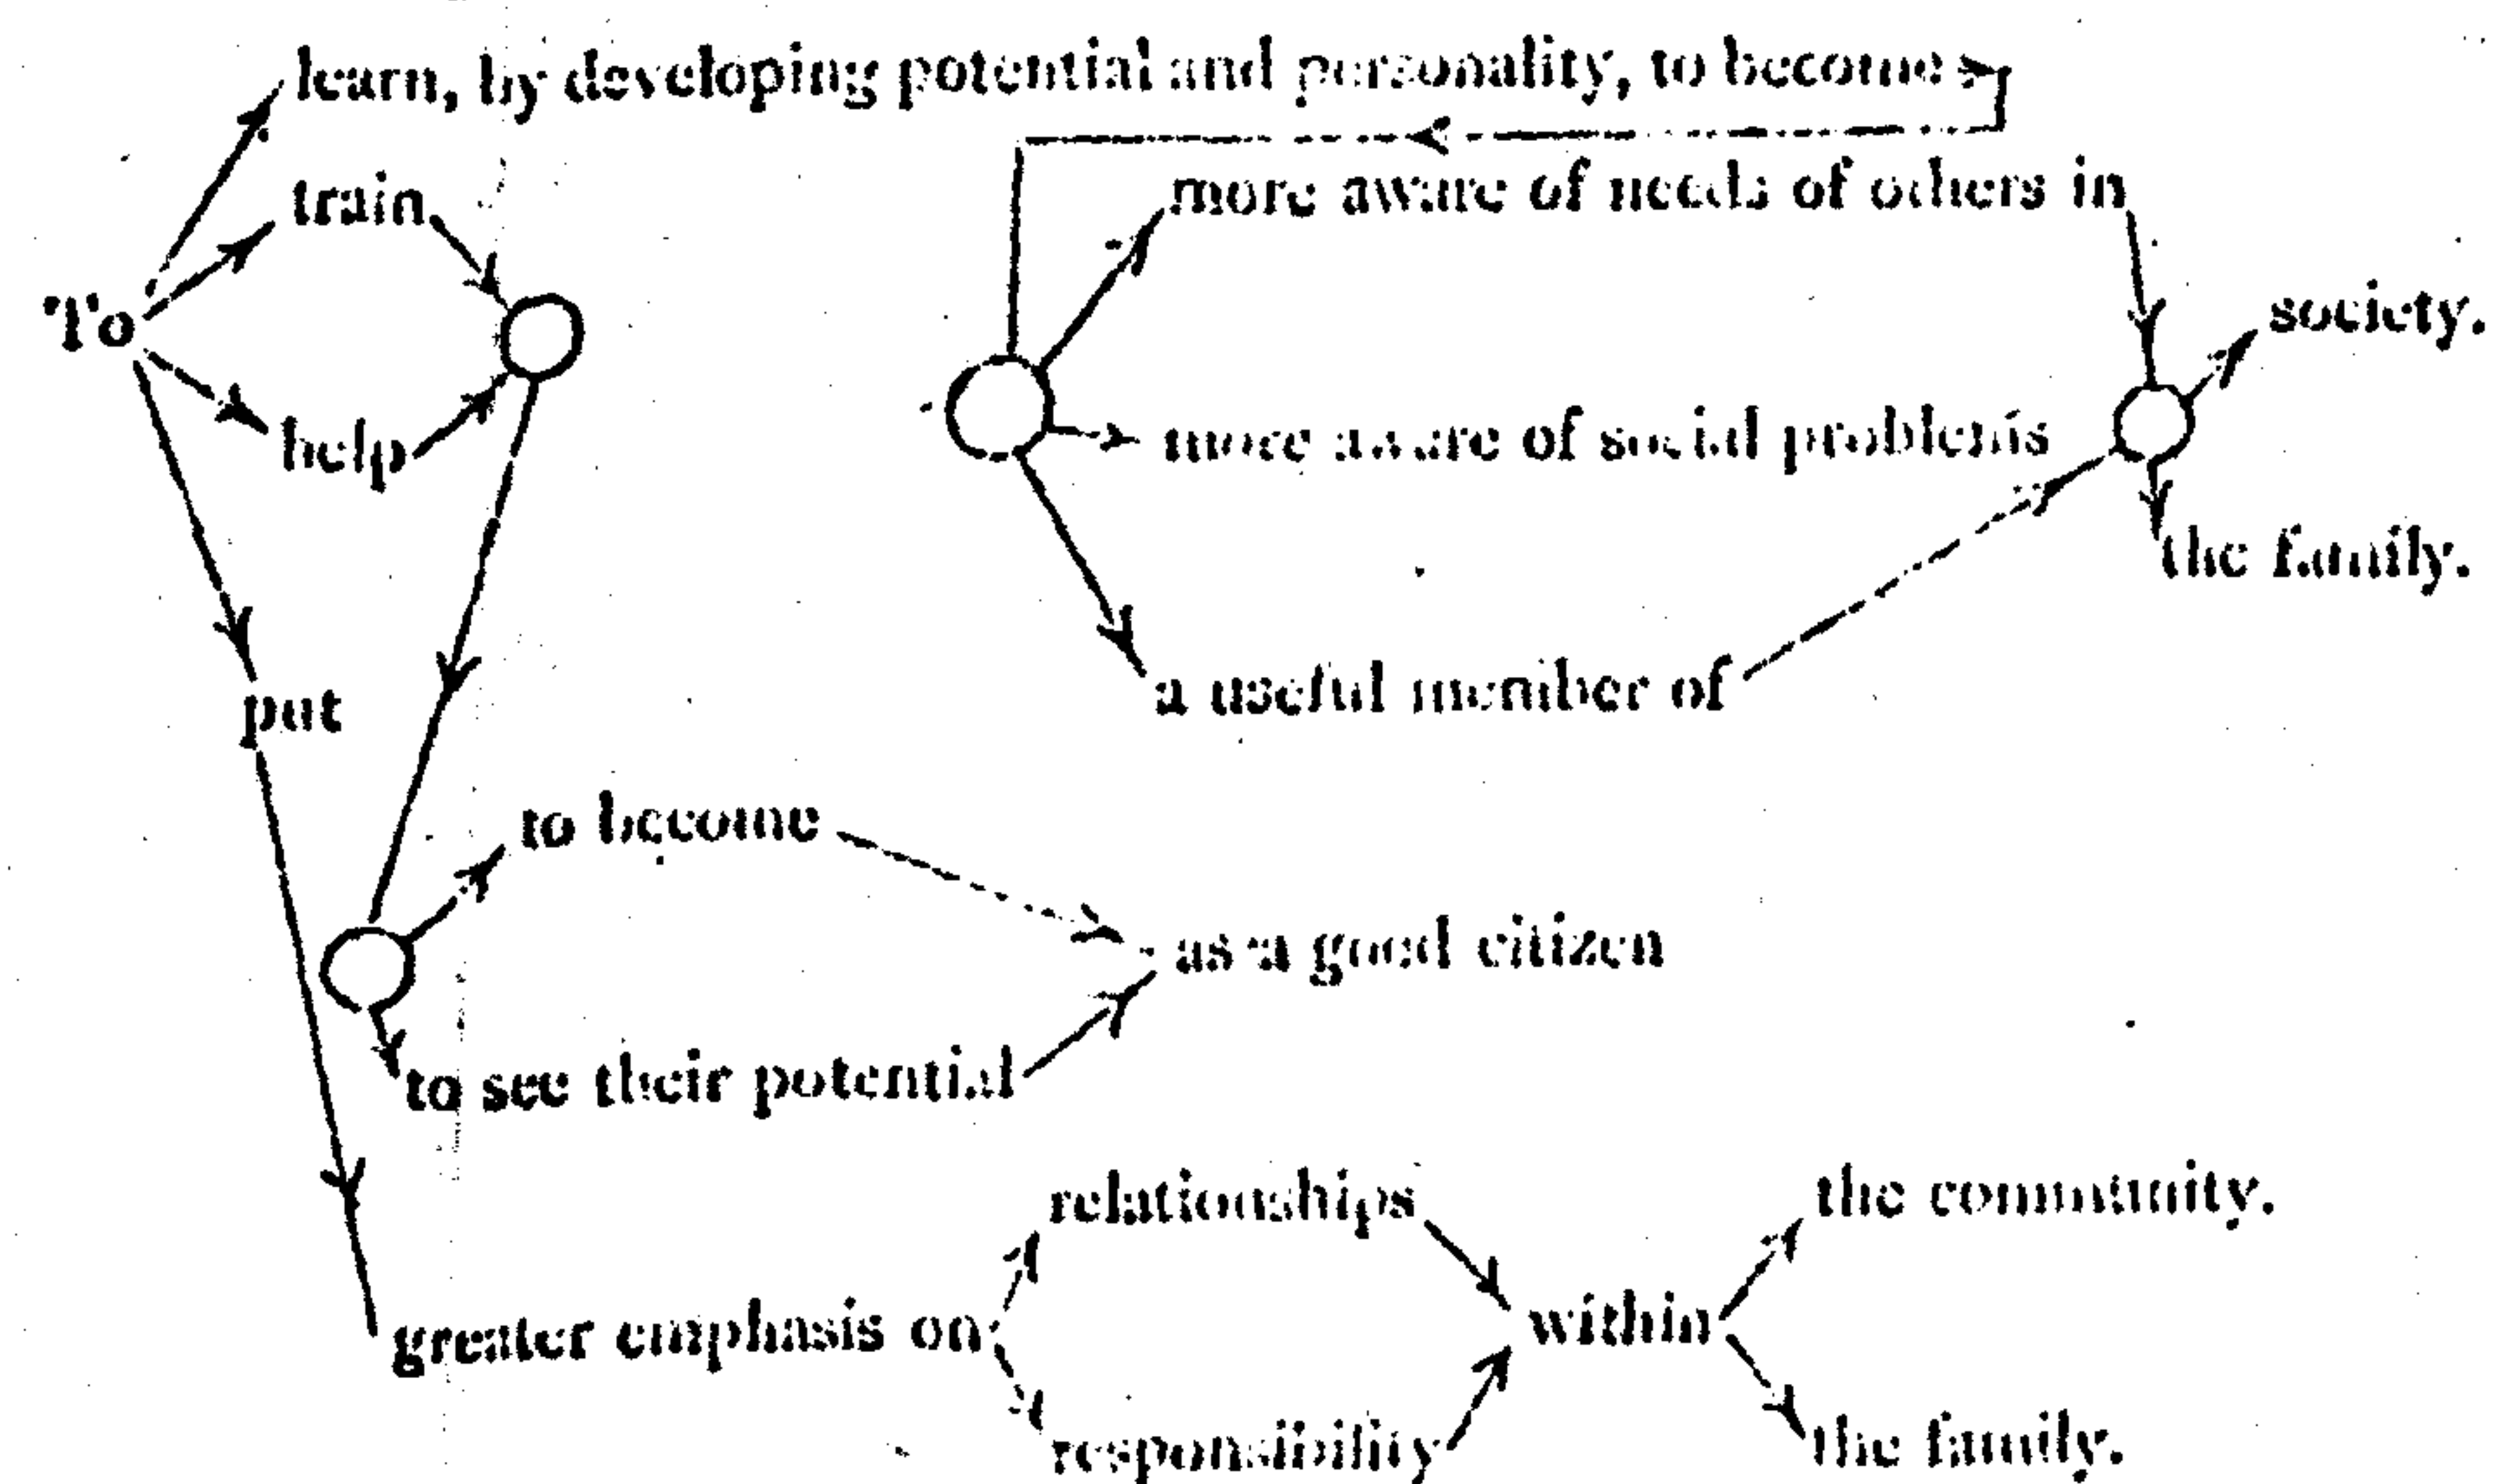 learn, by developing potential and personality, to become
train
more aware of needs of others in
To
society.
help
more aware of social problems
the family.
a useful member of
put
to become
as a good citizen
to see their potential
relationships
the community.
greater emphasis on
within
responsibility
the family.